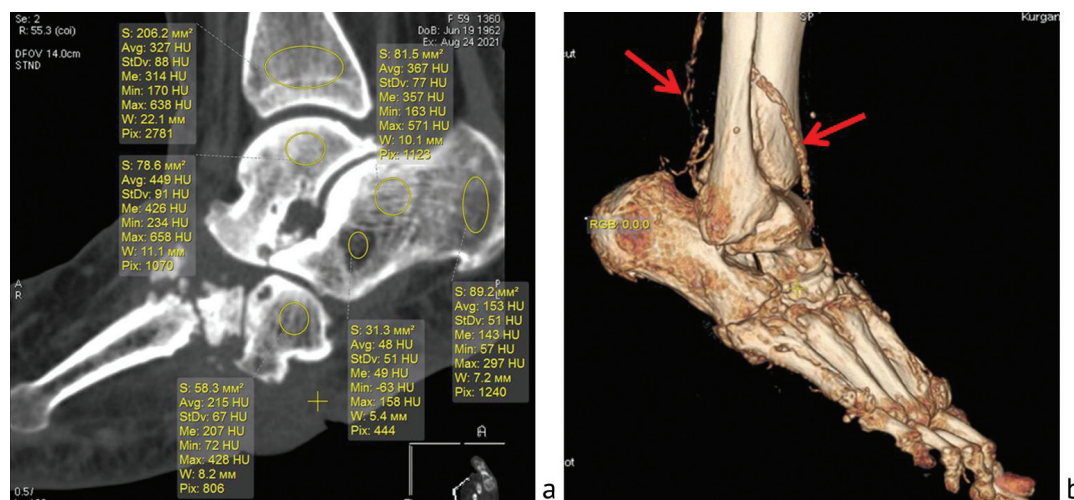 Se: 2
R: 55.3 (coi)
DFOV 14.0cm
STND
F 59 1360
DoB: Jun 19 1962
Ex: Aug 24 2021
S: 206.2 мм²
Avg: 327 HU
StDv: 88 HU
Me: 314 HU
Min: 170 HU
Max: 638 HU
W: 22.1 мм
Pix: 2781
S: 81.5 мм²
Avg: 367 HU
StDv: 77 HU
Me: 357 HU
Min: 163 HU
Max: 571 HU
W: 10.1 мм
Pix: 1123
S: 78.6 мм²
Avg: 449 HU
StDv: 91 HU
Me: 426 HU
Min: 234 HU
Max: 658 HU
W: 11.1 мм
Pix: 1070
A
R
P
S: 89.2 мм²
Avg: 153 HU
StDv: 51 HU
Me: 143 HU
Min: 57 HU
Max: 297 HU
W: 7.2 мм
Pix: 1240
S: 31.3 мм²
Avg: 48 HU
StDv: 51 HU
Me: 49 HU
Min: -63 HU
Max: 158 HU
W: 5.4 мм
Pix: 444
S: 58.3 мм²
Avg: 215 HU
StDv: 67 HU
Me: 207 HU
Min: 72 HU
Max: 428 HU
W: 8.2 мм
Pix: 806
A
0.5/
a
SP
Kurgan
cut
RGB: 0,0,0
oot
b